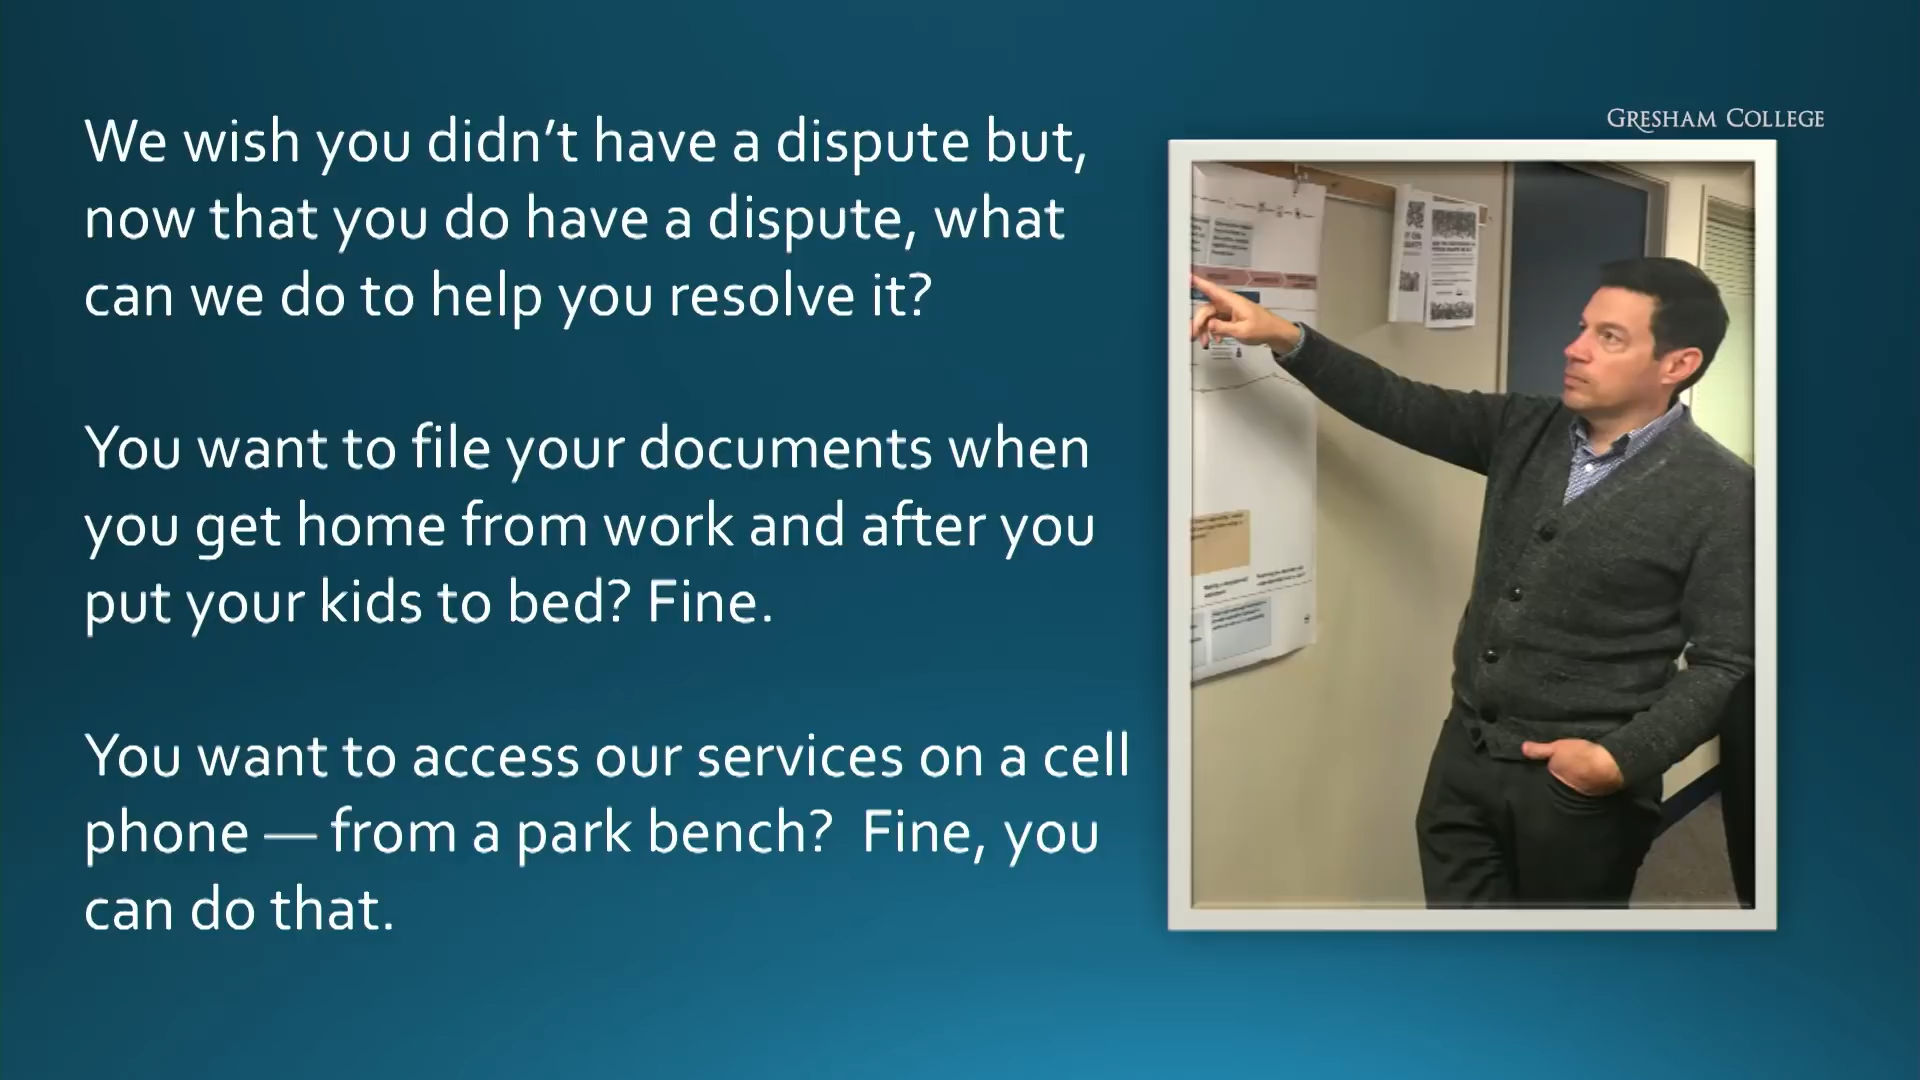 GRESHAM COLLEGE
We wish you didn't have a dispute but,
now that you do have a dispute, what
can we do to help you resolve it?
You want to file your documents when
you get home from work and after you
put your kids to bed? Fine.
You want to access our services on a cell
phone — from a park bench?  Fine, you
can do that.